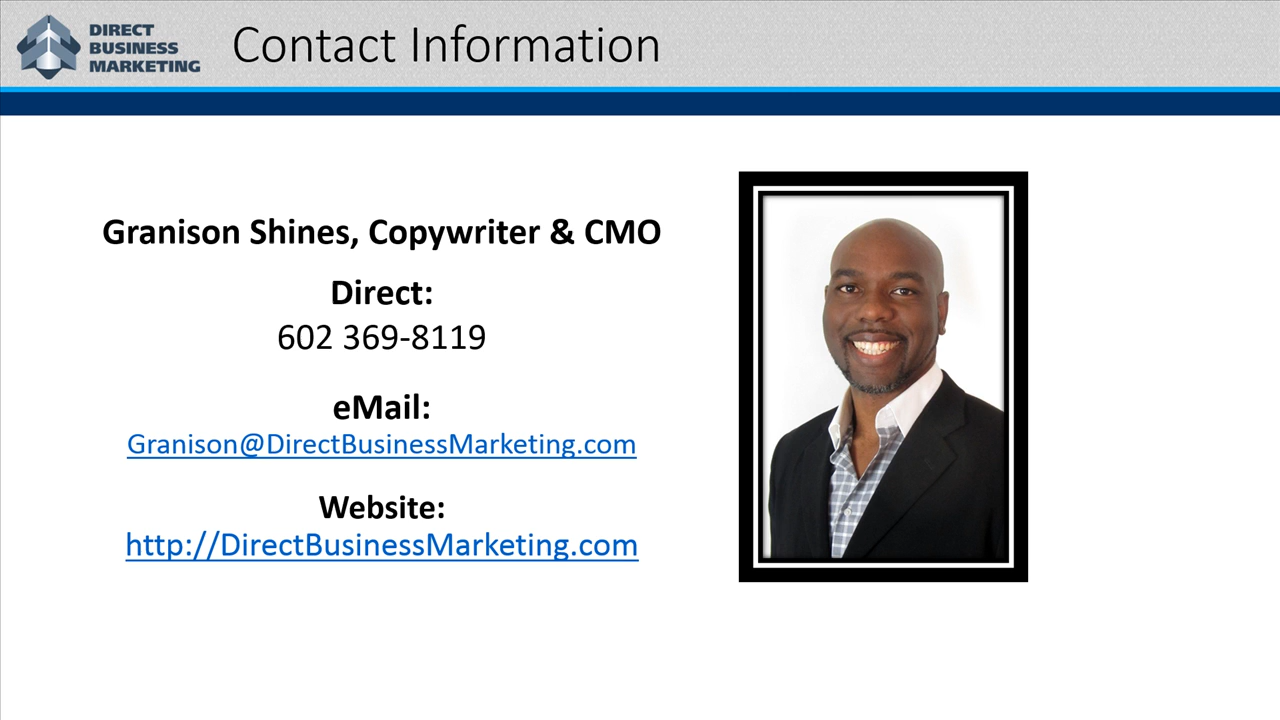 DIRECT
BUSINESS
MARKETING
Contact Information
Granison Shines, Copywriter & CMO
Direct:
602 369-8119
eMail:
Granison@DirectBusinessMarketing.com
Website:
http://DirectBusinessMarketing.com